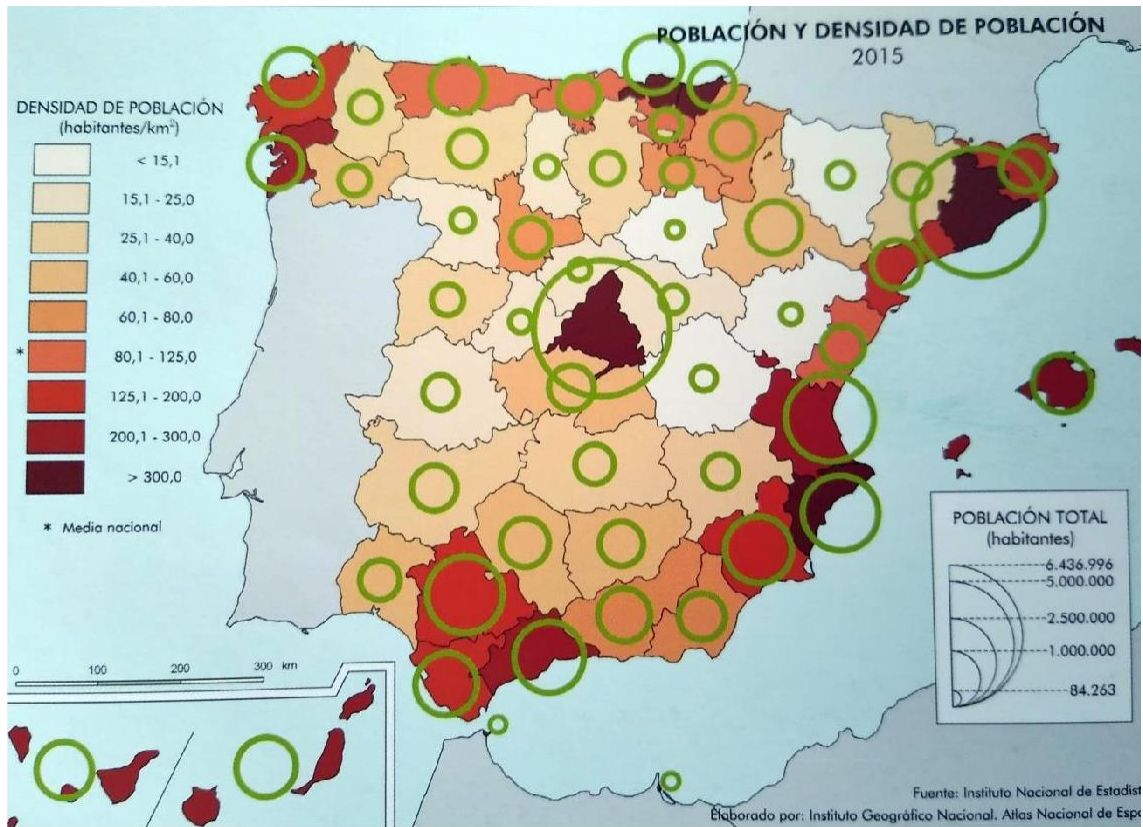 POBLACIÓN Y DENSIDAD DE POBLACIÓN
2015
DENSIDAD DE POBLACIÓN
(habitantes/km²)
< 15,1
15,1 - 25,0
25,1 - 40,0
40,1 - 60,0
60,1 - 80,0
* 80,1 - 125,0
125,1 - 200,0
200,1 - 300,0
> 300,0
* Media nacional
POBLACIÓN TOTAL
(habitantes)
6.436.996
5.000.000
2.500.000
1.000.000
84.263
0 100 200 300 km
Fuente: Instituto Nacional de Estadíst
Elaborado por: Instituto Geográfico Nacional. Atlas Nacional de Espa